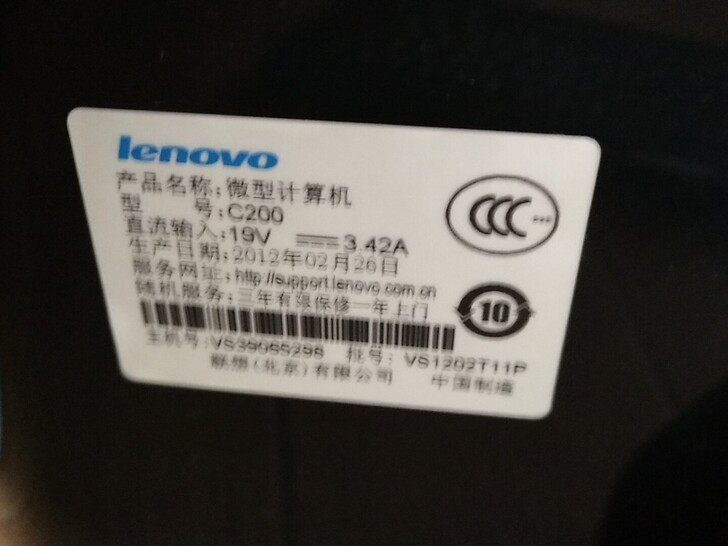 lenovo
产品名称:微型计算机
型 号:C200
直流输入:19V 3.42A
生产日期:2012年02月26日
服务网址:http://support.lenovo.com.cn
随机服务:三年有限保修一年上门
主机号:VS39065298 批号:VS1202T11P
联想(北京)有限公司 中国制造
CCC
10